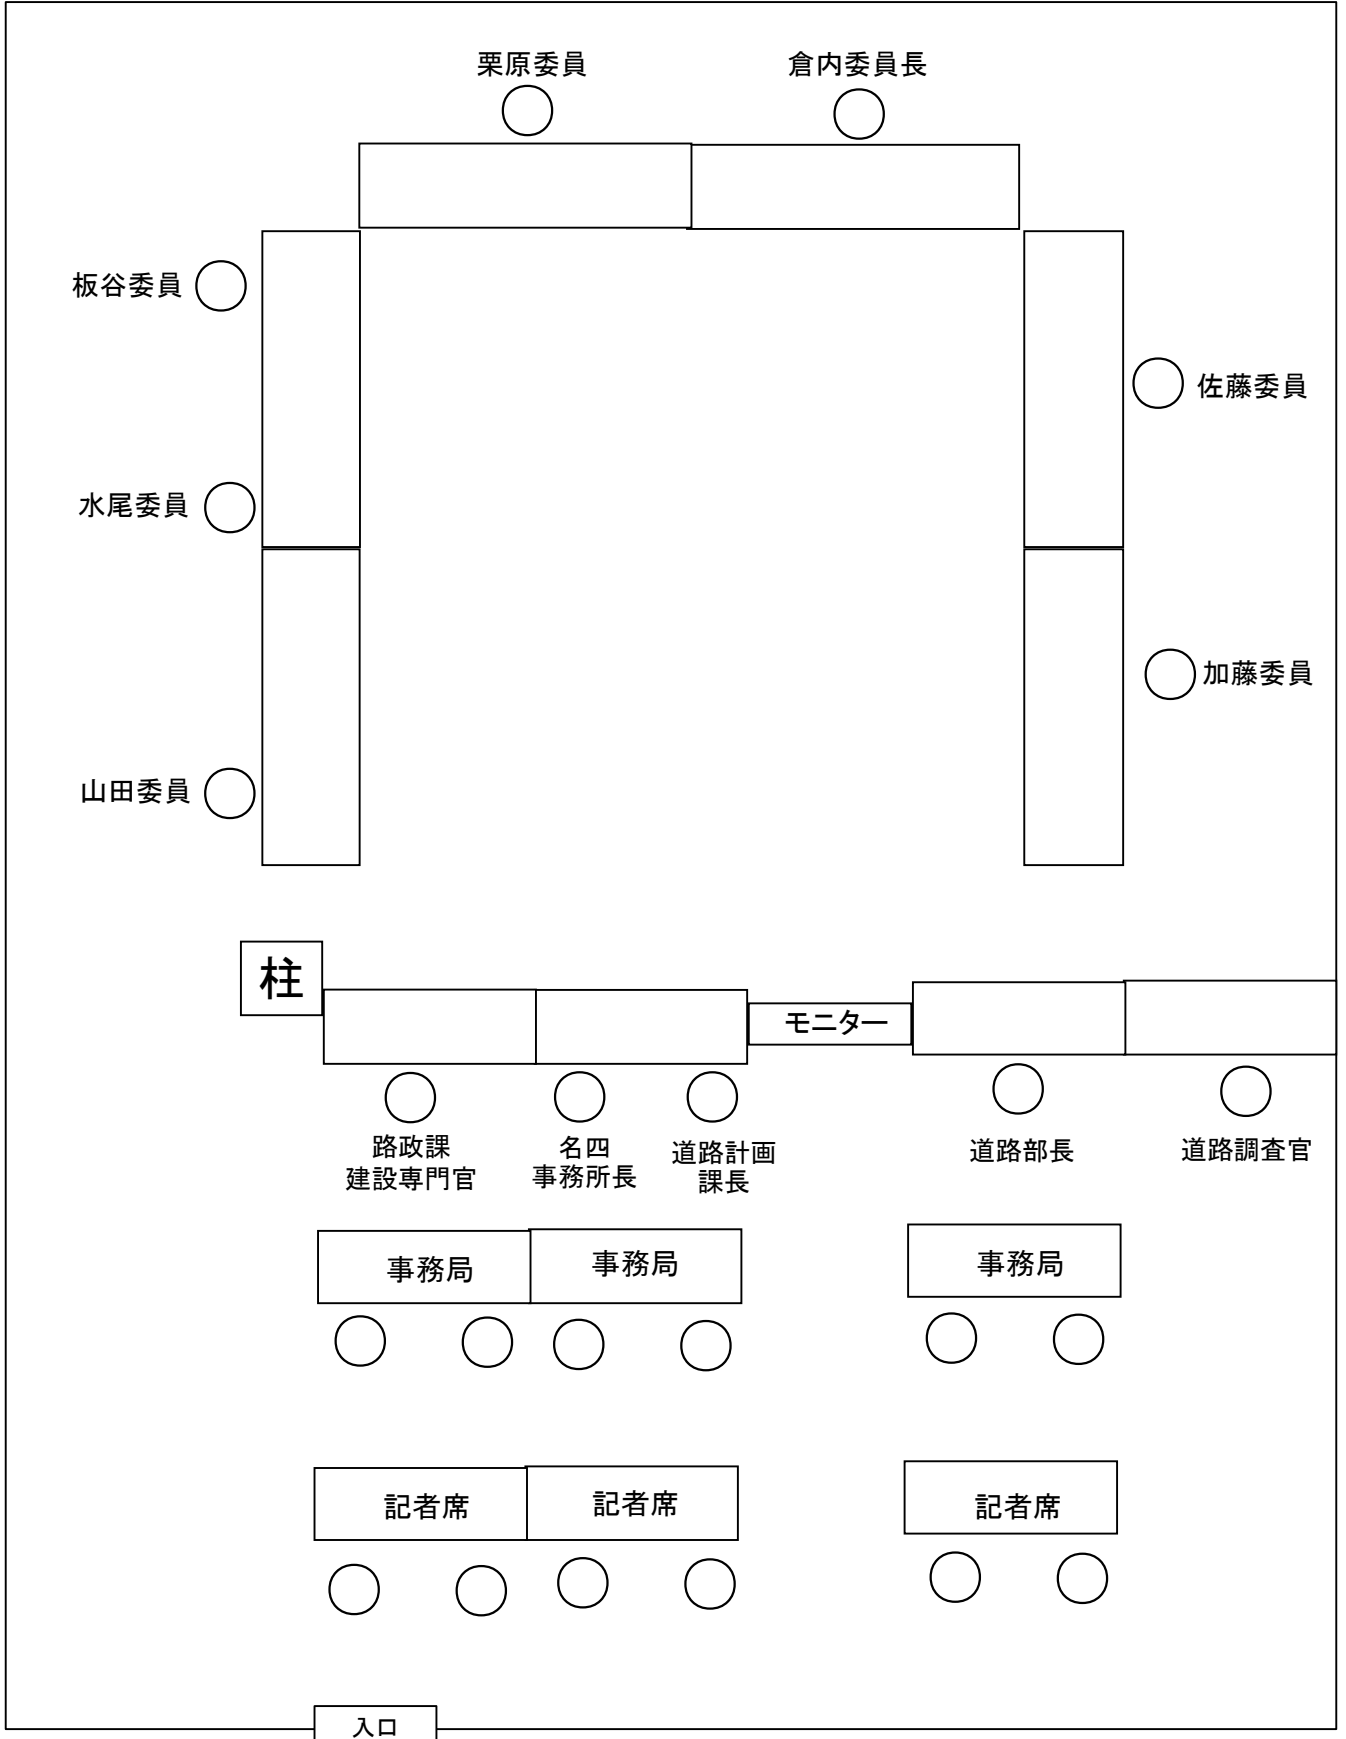 栗原委員
倉内委員長
板谷委員
佐藤委員
水尾委員
加藤委員
山田委員
柱
モニター
路政課
建設専門官
名四
事務所長
道路計画
課長
道路部長
道路調査官
事務局
事務局
事務局
記者席
記者席
記者席
入口